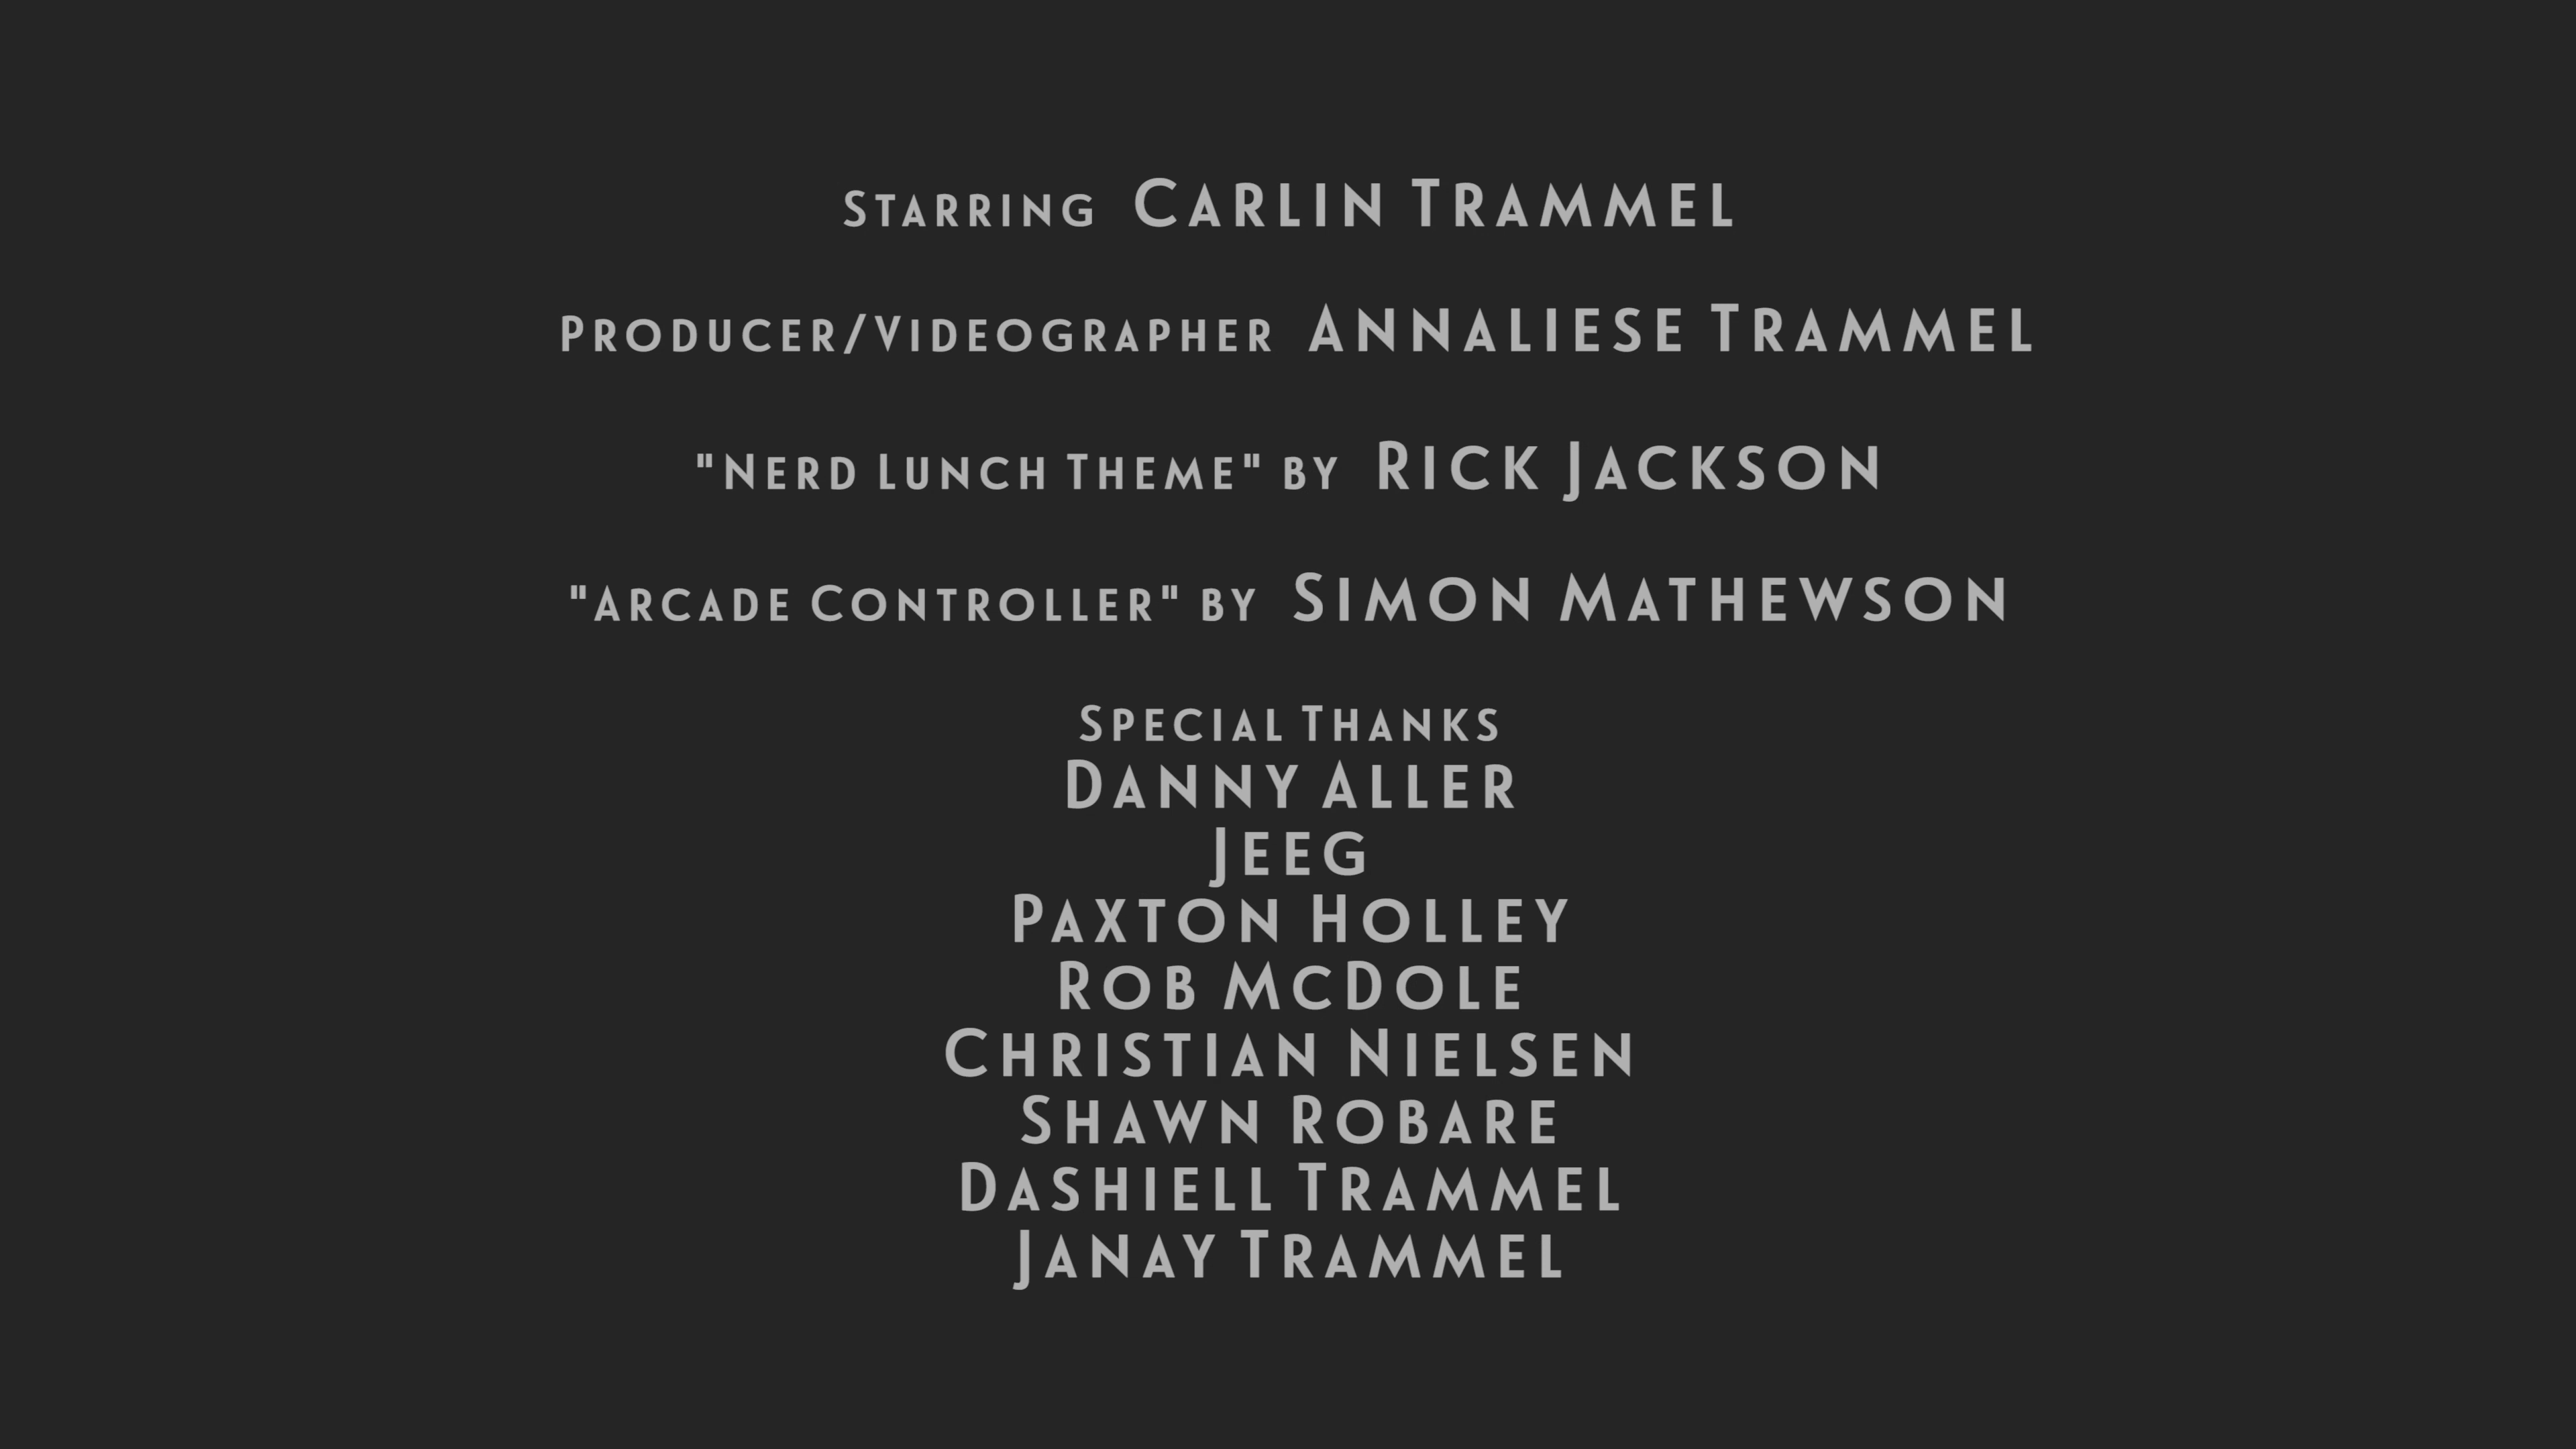 Starring Carlin Trammel
Producer/Videographer Annaliese Trammel
"Nerd Lunch Theme" by Rick Jackson
"Arcade Controller" by Simon Mathewson
Special Thanks
Danny Aller
Jeeg
Paxton Holley
Rob McDole
Christian Nielsen
Shawn Robare
Dashiell Trammel
Janay Trammel